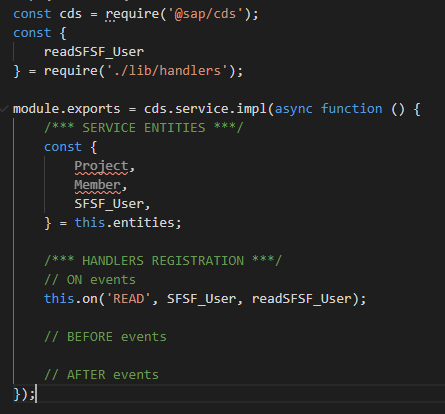 const cds = require('@sap/cds');
const {
    readSFSF_User
} = require('./lib/handlers');

module.exports = cds.service.impl(async function () {
    /*** SERVICE ENTITIES ***/
    const {
        Project,
        Member,
        SFSF_User,
    } = this.entities;

    /*** HANDLERS REGISTRATION ***/
    // ON events
    this.on('READ', SFSF_User, readSFSF_User);

    // BEFORE events

    // AFTER events
});